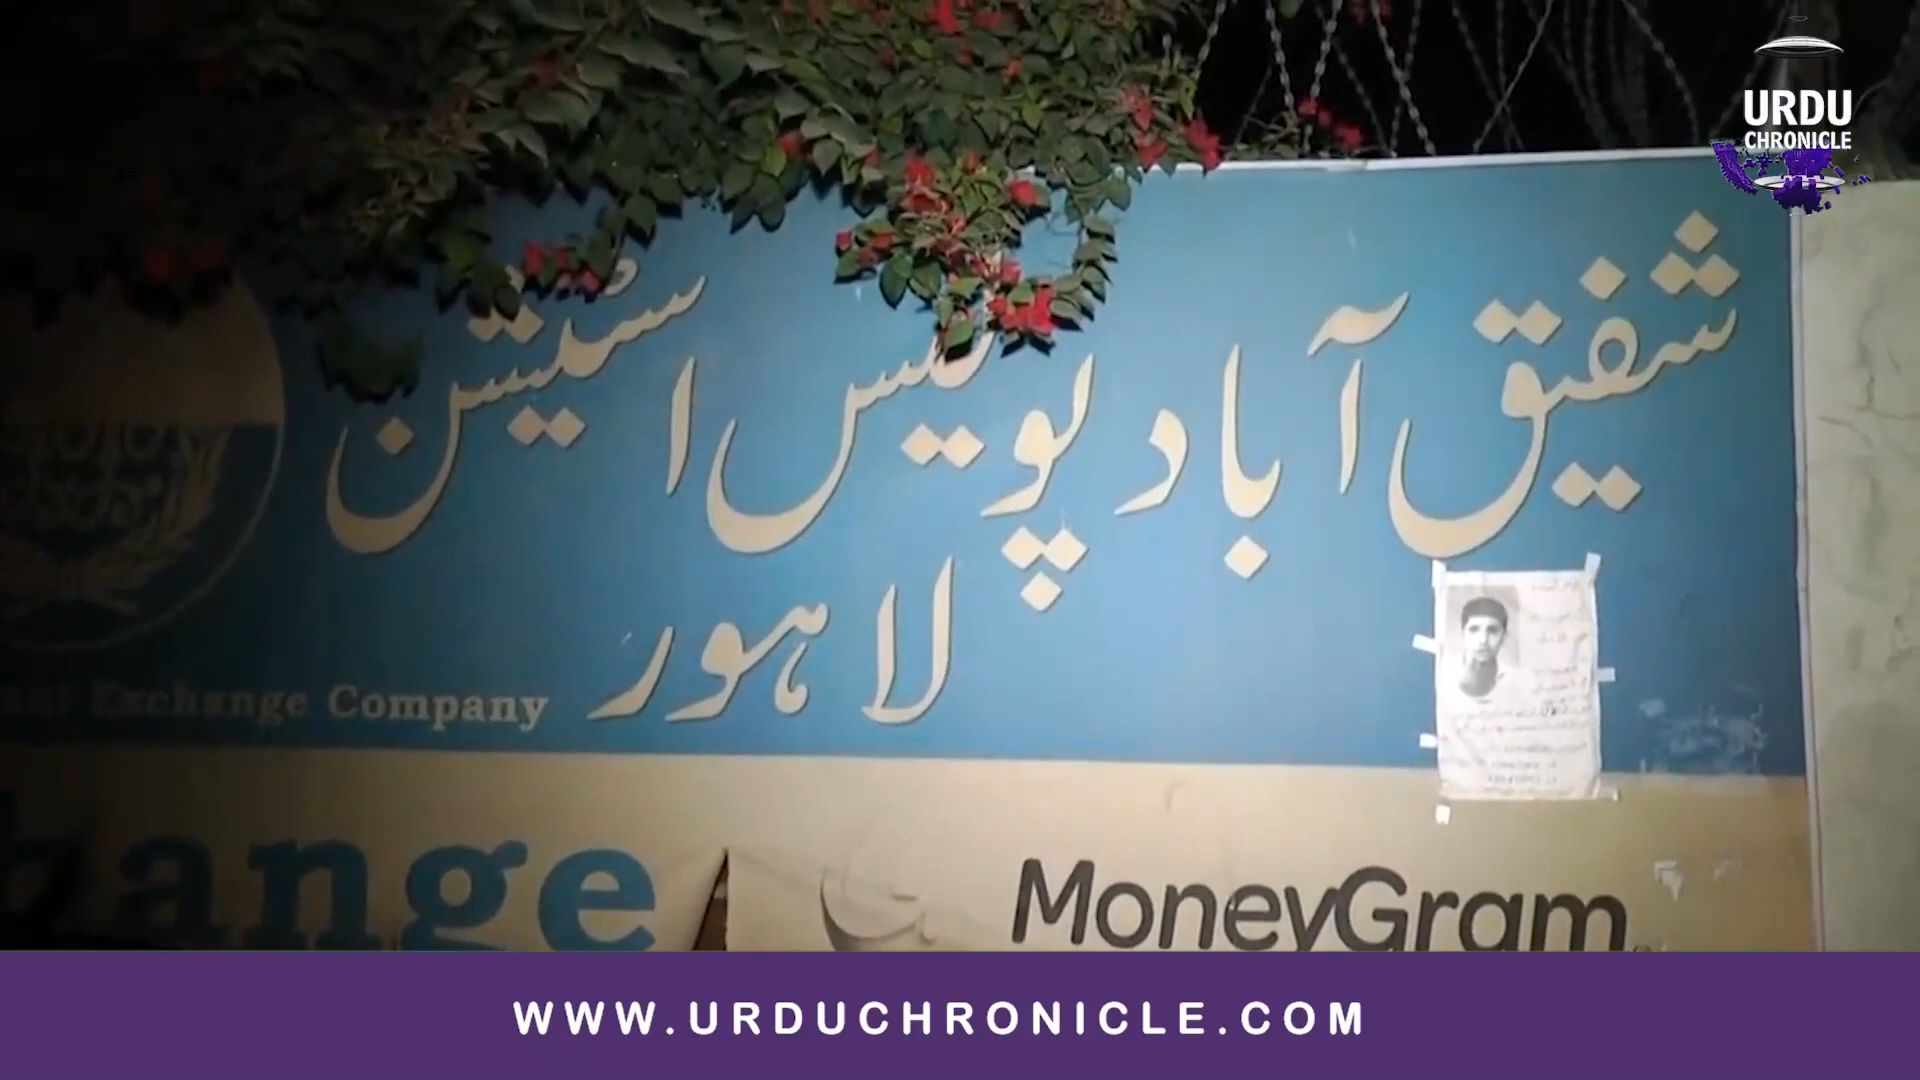 URDU
CHRONICLE
شفیق آباد پولیس اسٹیشن
لاہور
Exchange Company
hange
MoneyGram
WWW.URDUCHRONICLE.COM